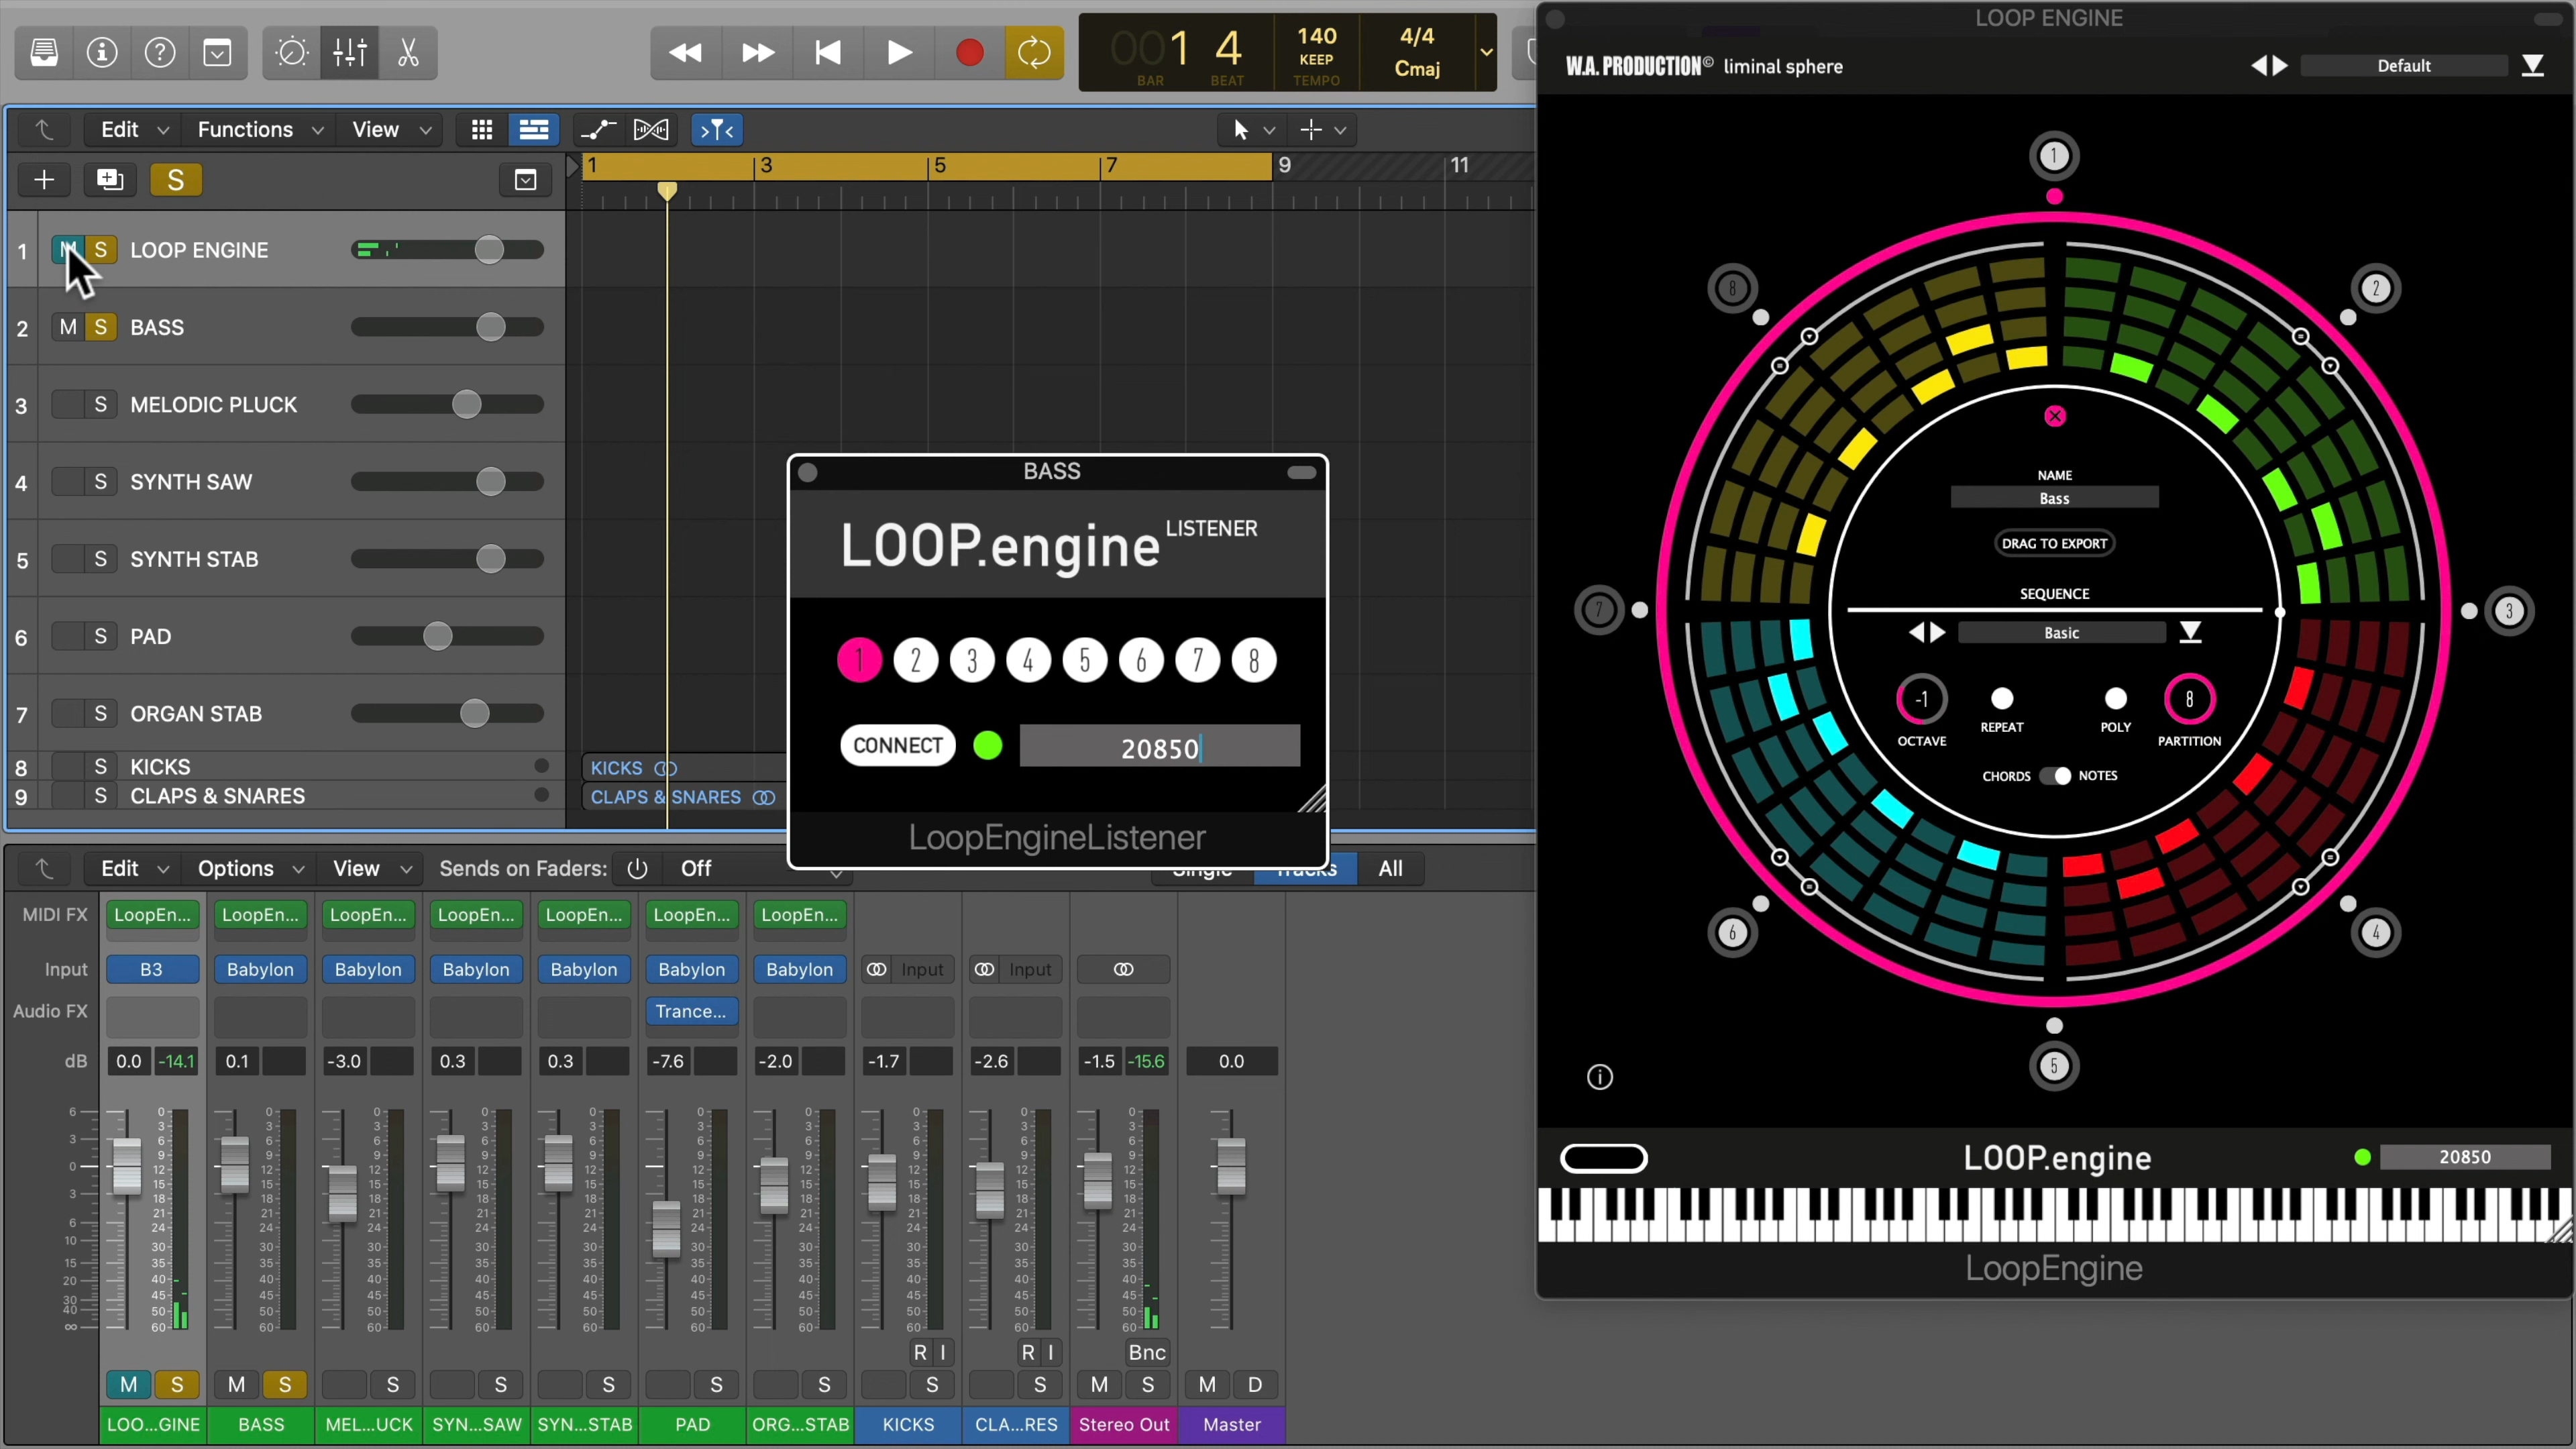 001 4
BAR BEAT
140
KEEP
TEMPO
4/4
Cmaj
Edit Functions View
S
1 3 5 7 9 11
1 M S LOOP ENGINE
2 M S BASS
3 S MELODIC PLUCK
4 S SYNTH SAW
5 S SYNTH STAB
6 S PAD
7 S ORGAN STAB
8 S KICKS
9 S CLAPS & SNARES
KICKS
CLAPS & SNARES
BASS
LOOP.engine LISTENER
1 2 3 4 5 6 7 8
CONNECT 20850
LoopEngineListener
Edit Options View Sends on Faders: Off Single Tracks All
MIDI FX LoopEn... LoopEn... LoopEn... LoopEn... LoopEn... LoopEn... LoopEn...
Input B3 Babylon Babylon Babylon Babylon Babylon Babylon Input Input
Audio FX Trance...
dB 0.0 -14.1 0.1 -3.0 0.3 0.3 -7.6 -2.0 -1.7 -2.6 -1.5 -15.6 0.0
R I R I Bnc
M S M S S S S S S S S M S M D
LOO...GINE BASS MEL...UCK SYN...SAW SYN...STAB PAD ORG...STAB KICKS CLA...RES Stereo Out Master
LOOP ENGINE
W.A. PRODUCTION© liminal sphere
Default
1
8 2
7 3
6 4
5
NAME
Bass
DRAG TO EXPORT
SEQUENCE
Basic
-1 8
OCTAVE REPEAT POLY PARTITION
CHORDS NOTES
LOOP.engine
20850
LoopEngine